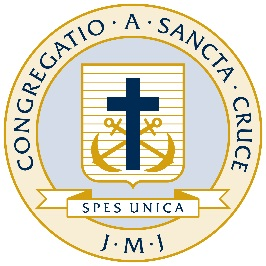 CONGREGATIO · A · SANCTA · CRUCE
SPES UNICA
J · M · J